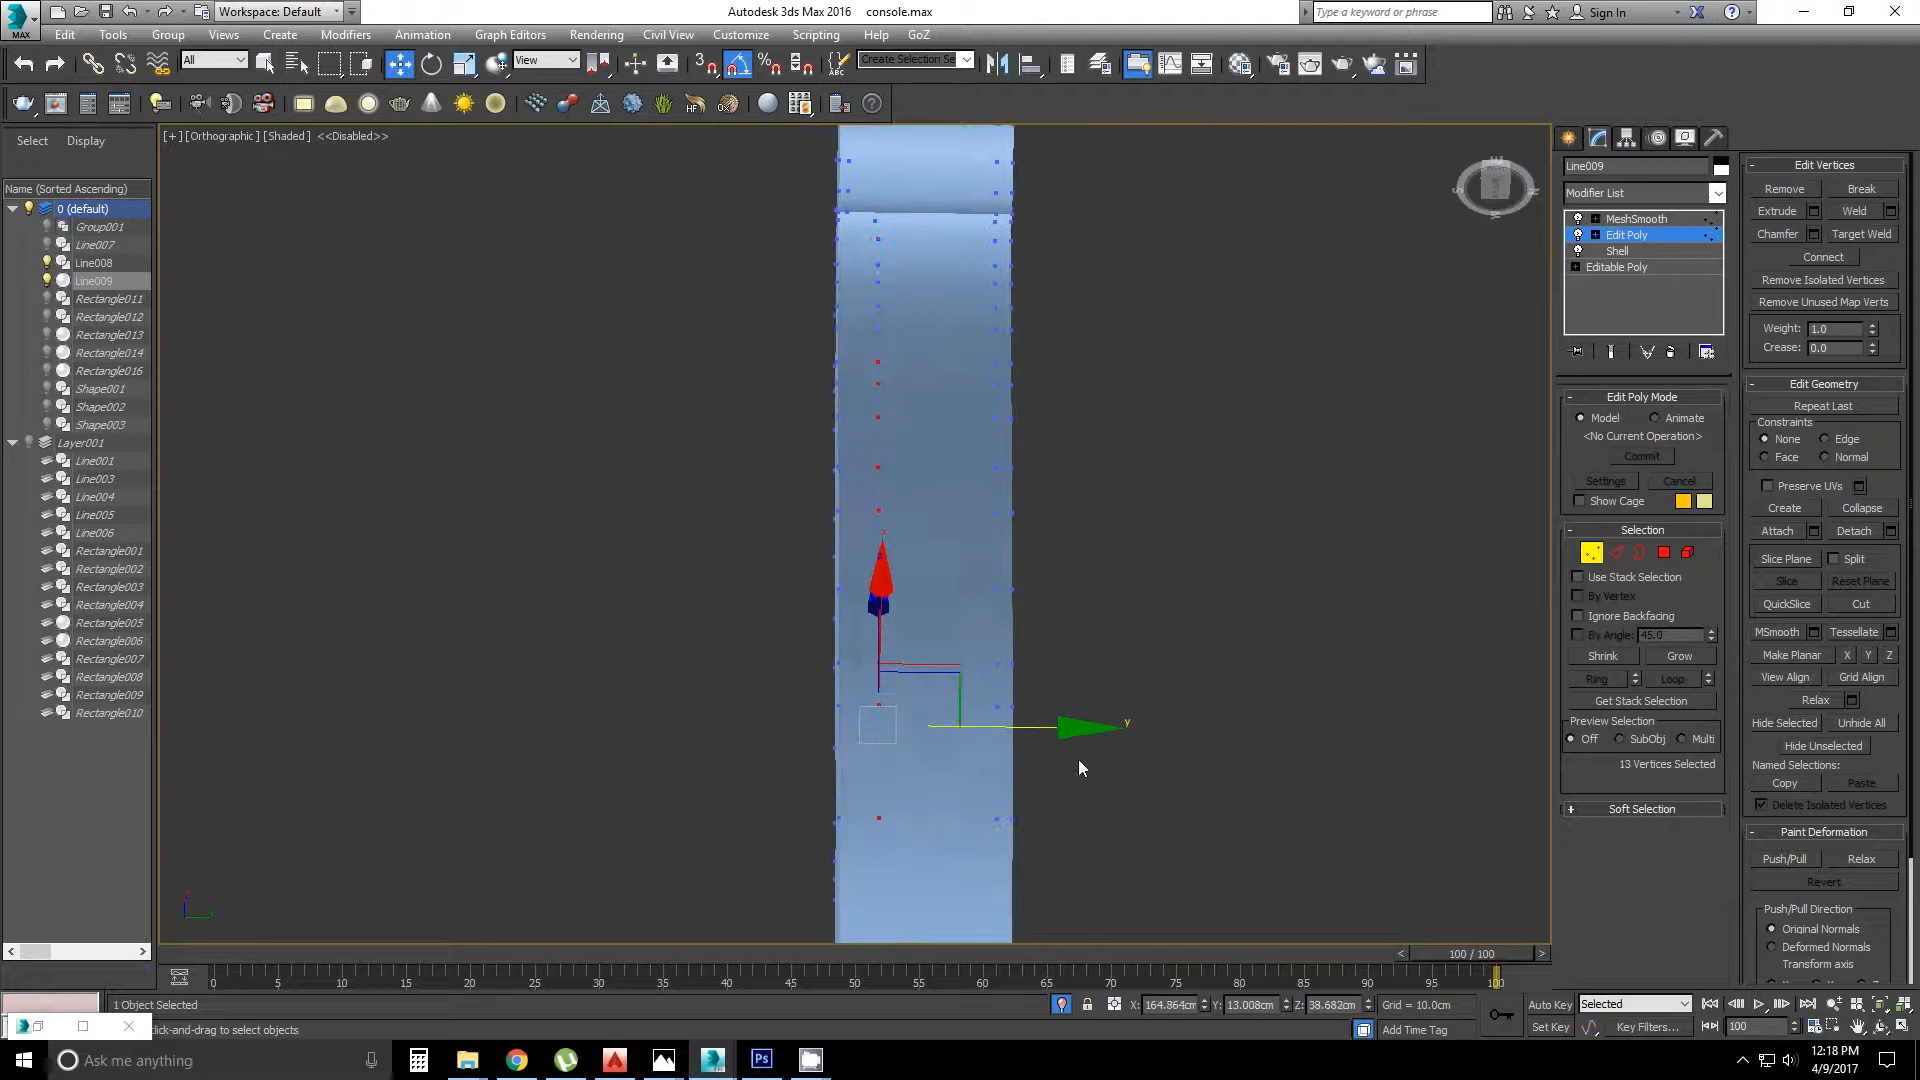 Workspace: Default
Autodesk 3ds Max 2016 console.max
Type a keyword or phrase
Sign In
MAX
Edit Tools Group Views Create Modifiers Animation Graph Editors Rendering Civil View Customize Scripting Help GoZ
All
View
Create Selection Se
Select Display
[+] [Orthographic] [Shaded] <<Disabled>>
Name (Sorted Ascending)
0 (default)
Group001
Line007
Line008
Line009
Rectangle011
Rectangle012
Rectangle013
Rectangle014
Rectangle016
Shape001
Shape002
Shape003
Layer001
Line001
Line003
Line004
Line005
Line006
Rectangle001
Rectangle002
Rectangle003
Rectangle004
Rectangle005
Rectangle006
Rectangle007
Rectangle008
Rectangle009
Rectangle010
x
y
Line009
Modifier List
MeshSmooth
Edit Poly
Shell
Editable Poly
Edit Poly Mode
Model Animate
<No Current Operation>
Commit
Settings Cancel
Show Cage
Selection
Use Stack Selection
By Vertex
Ignore Backfacing
By Angle: 45.0
Shrink Grow
Ring Loop
Get Stack Selection
Preview Selection
Off SubObj Multi
13 Vertices Selected
Soft Selection
Edit Vertices
Remove Break
Extrude Weld
Chamfer Target Weld
Connect
Remove Isolated Vertices
Remove Unused Map Verts
Weight: 1.0
Crease: 0.0
Edit Geometry
Repeat Last
Constraints
None Edge
Face Normal
Preserve UVs
Create Collapse
Attach Detach
Slice Plane Split
Slice Reset Plane
QuickSlice Cut
MSmooth Tessellate
Make Planar X Y Z
View Align Grid Align
Relax
Hide Selected Unhide All
Hide Unselected
Named Selections:
Copy Paste
Delete Isolated Vertices
Paint Deformation
Push/Pull Relax
Revert
Push/Pull Direction
Original Normals
Deformed Normals
Transform axis
100 / 100
0 5 10 15 20 25 30 35 40 45 50 55 60 65 70 75 80 85 90 95 100
1 Object Selected
X: 164.864cm Y: 13.008cm Z: 38.682cm Grid = 10.0cm
Auto Key Selected
click-and-drag to select objects
Add Time Tag
Set Key Key Filters... 100
Ask me anything
12:18 PM
4/9/2017